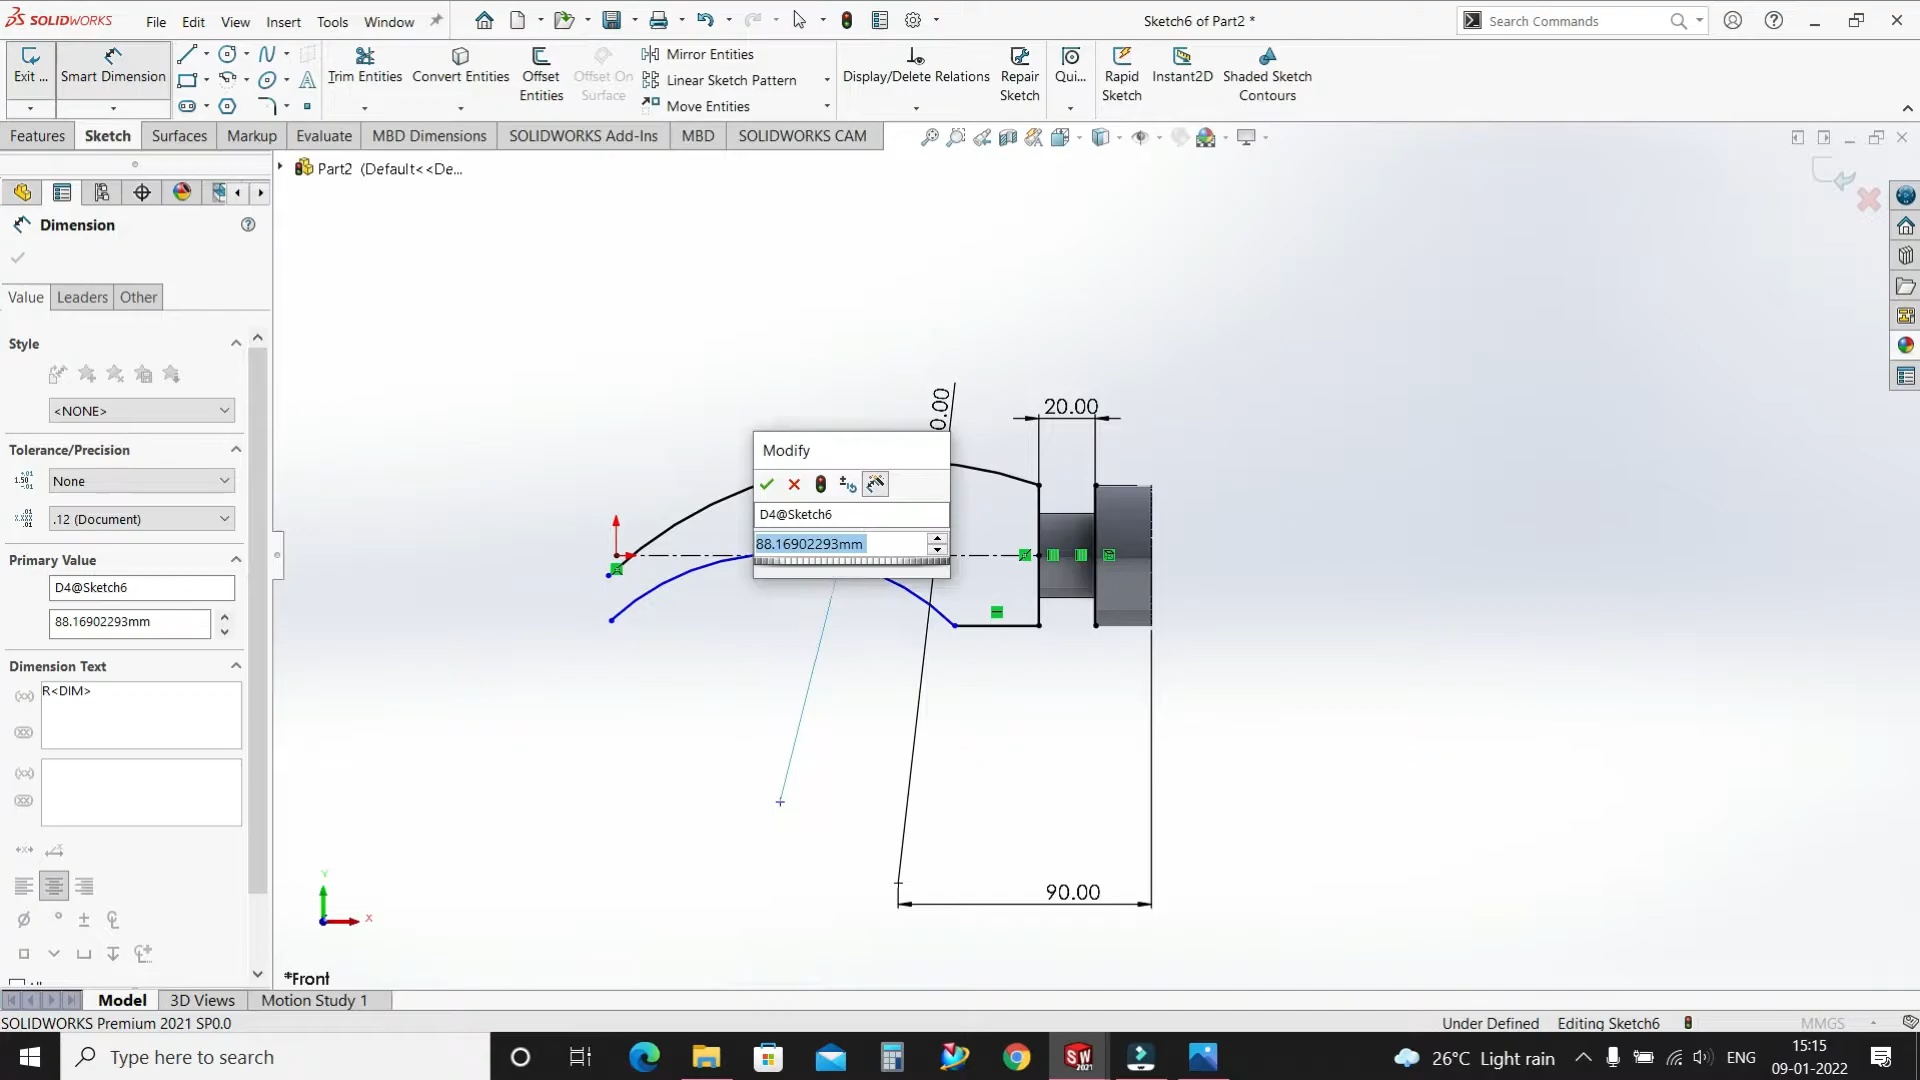 SOLIDWORKS File Edit View Insert Tools Window Sketch6 of Part2 * Search Commands
Exit ... Smart Dimension Trim Entities Convert Entities Offset Entities Offset On Surface Mirror Entities Linear Sketch Pattern Move Entities Display/Delete Relations Repair Sketch Qui... Rapid Sketch Instant2D Shaded Sketch Contours
Features Sketch Surfaces Markup Evaluate MBD Dimensions SOLIDWORKS Add-Ins MBD SOLIDWORKS CAM
Part2 (Default<<De...
Dimension
Value Leaders Other
Style
<NONE>
Tolerance/Precision
None
.12 (Document)
Primary Value
D4@Sketch6
88.16902293mm
Dimension Text
R<DIM>
0.00
20.00
Modify
D4@Sketch6
88.16902293mm
90.00
Y
X
*Front
Model 3D Views Motion Study 1
SOLIDWORKS Premium 2021 SP0.0 Under Defined Editing Sketch6 MMGS
Type here to search 26°C Light rain ENG 15:15
09-01-2022